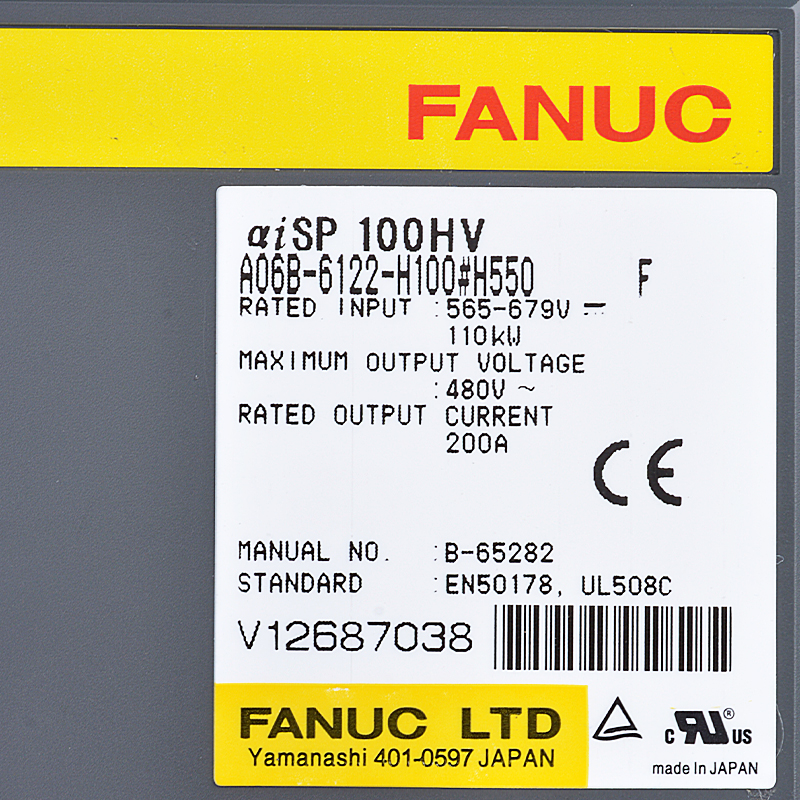 FANUC
αiSP 100HV
A06B-6122-H100#H550 F
RATED INPUT :565-679V ⎓
110kW
MAXIMUM OUTPUT VOLTAGE
:480V ~
RATED OUTPUT CURRENT
200A
CE
MANUAL NO. :B-65282
STANDARD :EN50178, UL508C
V12687038
FANUC LTD
Yamanashi 401-0597 JAPAN
c RU ® US
made In JAPAN